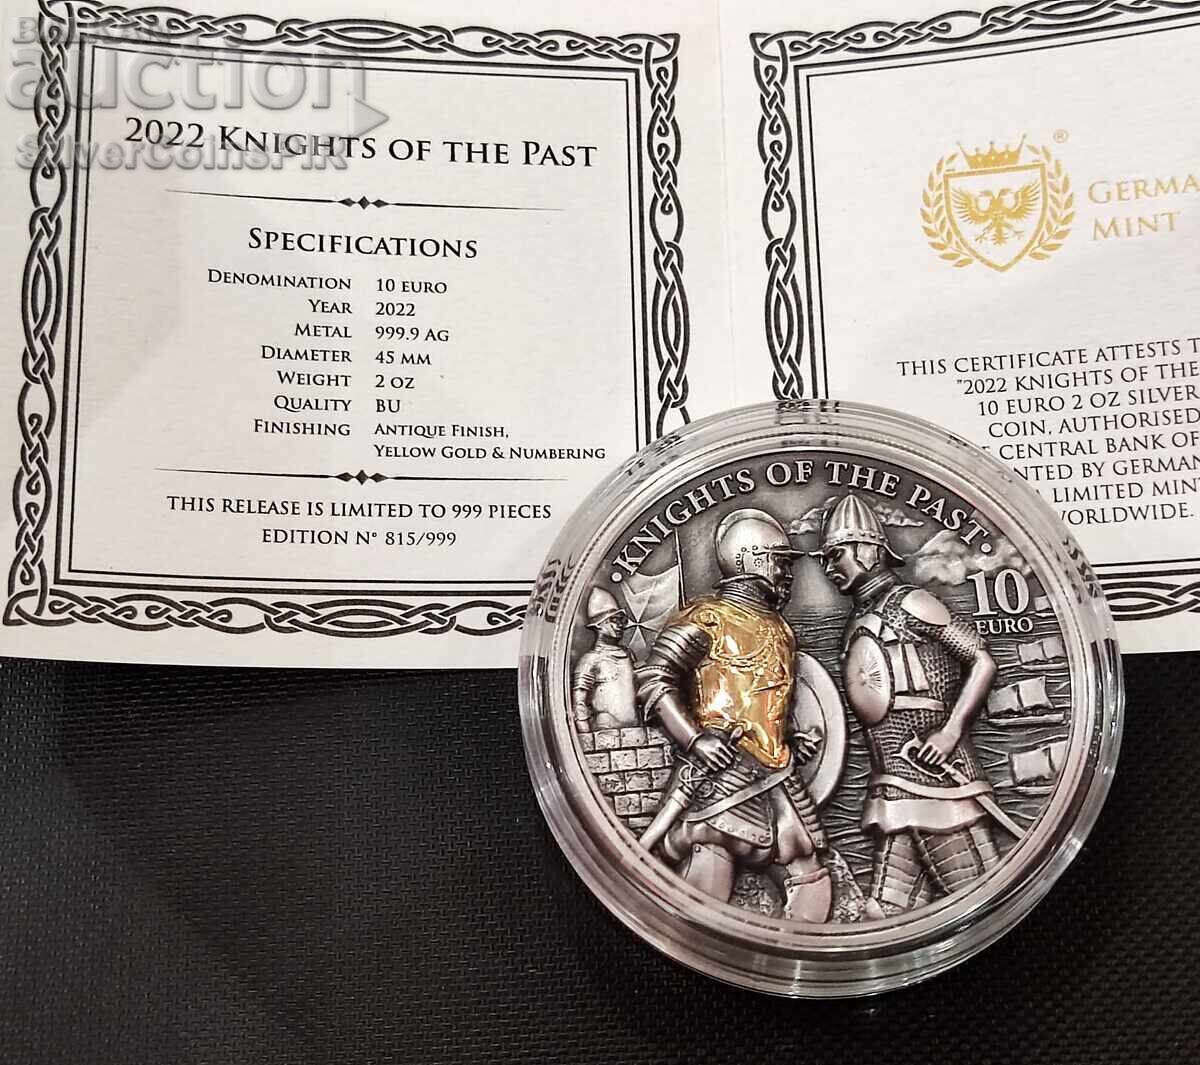 auction
SilverCoinsPIK
2022 KNIGHTS OF THE PAST
SPECIFICATIONS
DENOMINATION 10 EURO
YEAR 2022
METAL 999.9 AG
DIAMETER 45 MM
WEIGHT 2 OZ
QUALITY BU
FINISHING ANTIQUE FINISH,
YELLOW GOLD & NUMBERING
THIS RELEASE IS LIMITED TO 999 PIECES
EDITION N° 815/999
®
GERMA
MINT
THIS CERTIFICATE ATTESTS T
"2022 KNIGHTS OF THE
10 EURO 2 OZ SILVER
COIN, AUTHORISED
CENTRAL BANK OF
NTED BY GERMAN
LIMITED MINT
WORLDWIDE.
·KNIGHTS OF THE PAST·
10
EURO